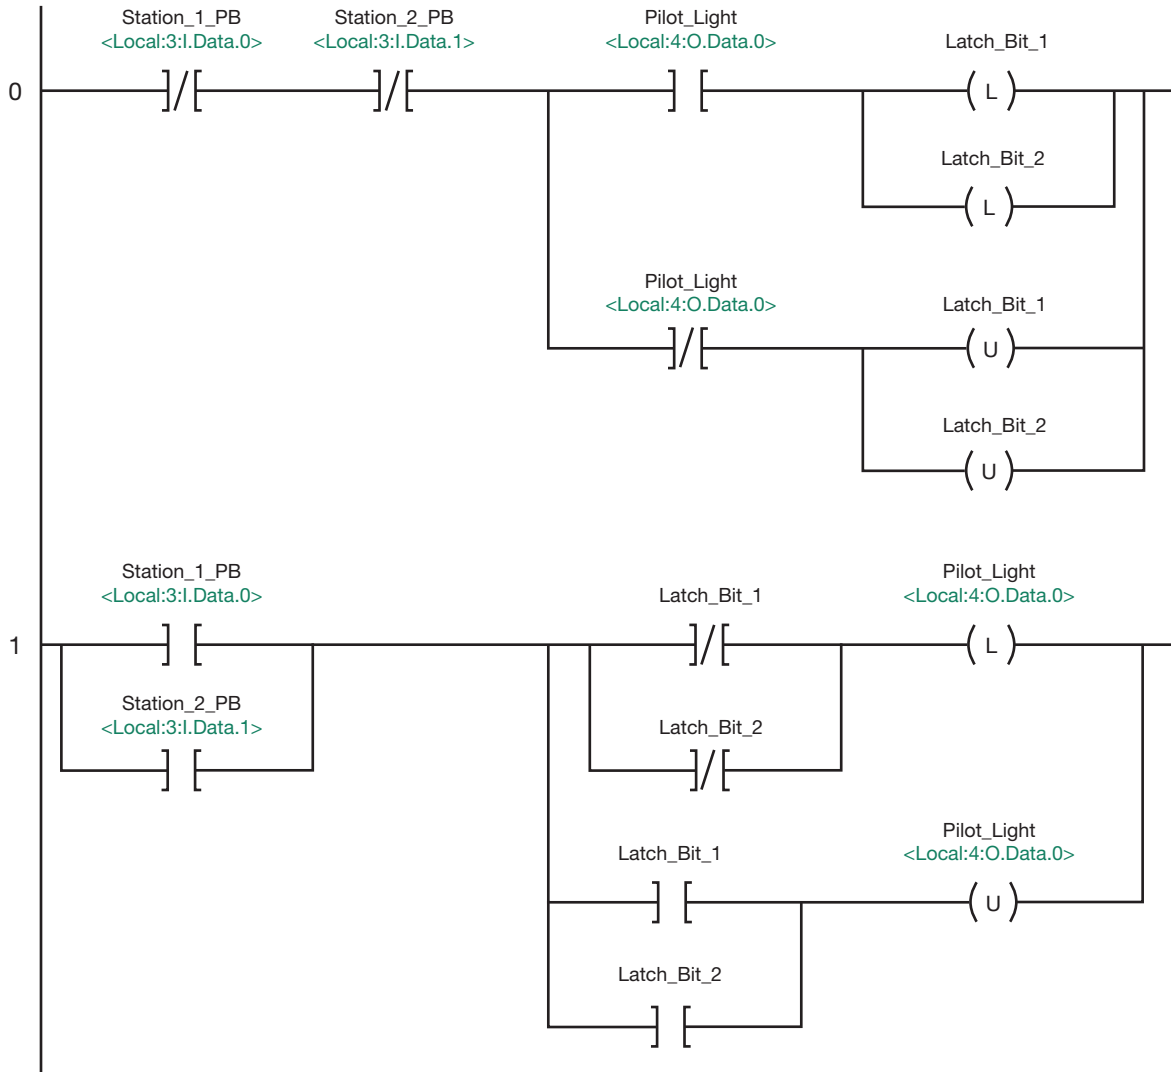 Station_1_PB
<Local:3:I.Data.0>
Station_2_PB
<Local:3:I.Data.1>
Pilot_Light
<Local:4:O.Data.0>
Latch_Bit_1
0
L
Latch_Bit_2
L
Pilot_Light
<Local:4:O.Data.0>
Latch_Bit_1
U
Latch_Bit_2
U
Station_1_PB
<Local:3:I.Data.0>
Latch_Bit_1
Pilot_Light
<Local:4:O.Data.0>
1
L
Station_2_PB
<Local:3:I.Data.1>
Latch_Bit_2
Latch_Bit_1
Pilot_Light
<Local:4:O.Data.0>
U
Latch_Bit_2